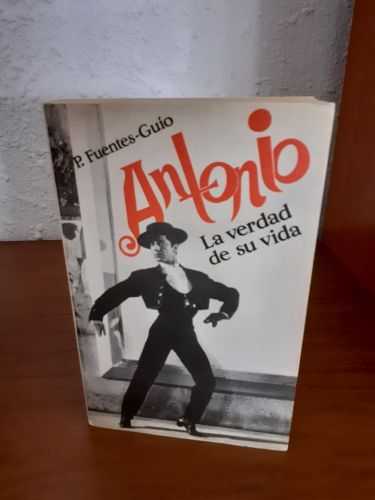 P. Fuentes-Guío
Antonio
La verdad
de su vida